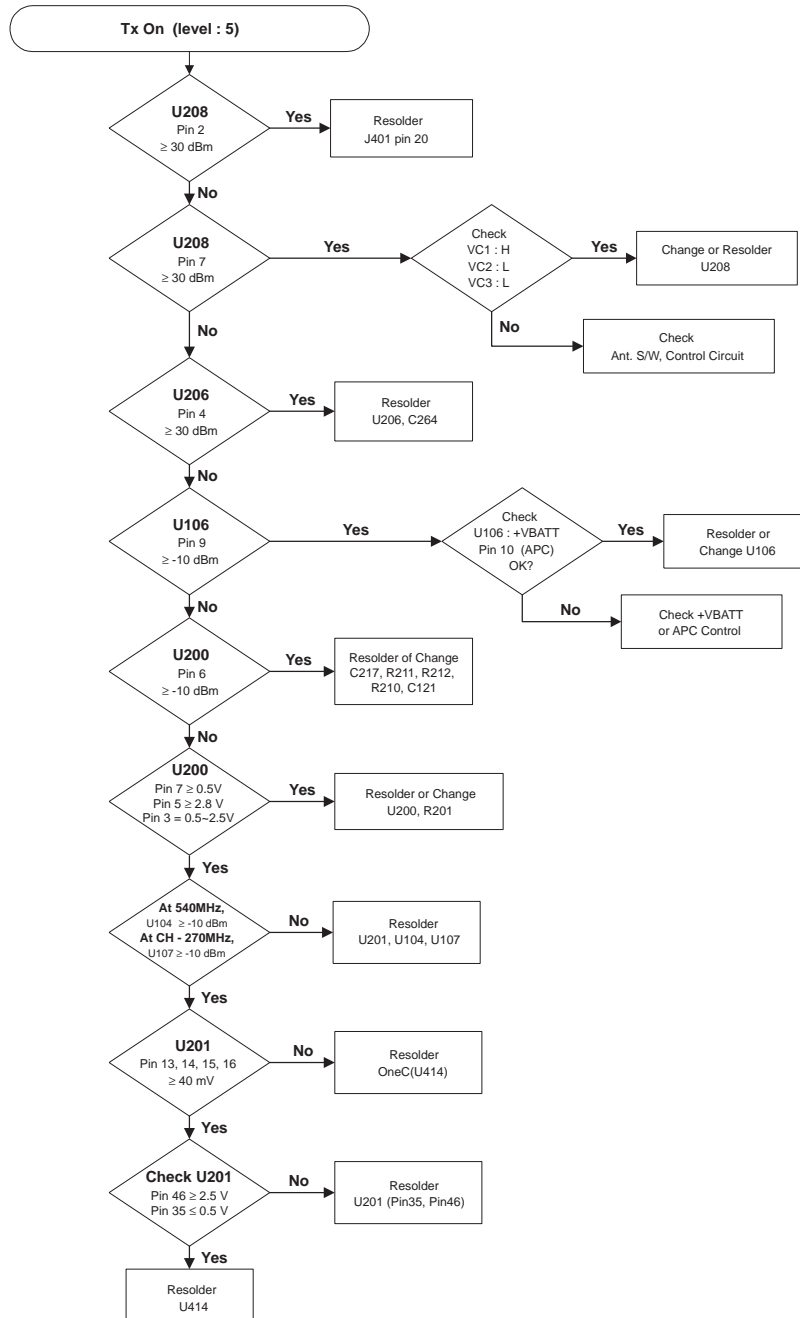 Tx On (level : 5)
U208
Pin 2
≥ 30 dBm
Yes
Resolder
J401 pin 20
No
U208
Pin 7
≥ 30 dBm
Yes
Check
VC1 : H
VC2 : L
VC3 : L
Yes
Change or Resolder
U208
No
Check
Ant. S/W, Control Circuit
No
U206
Pin 4
≥ 30 dBm
Yes
Resolder
U206, C264
No
U106
Pin 9
≥ -10 dBm
Yes
Check
U106 : +VBATT
Pin 10 (APC)
OK?
Yes
Resolder or
Change U106
No
Check +VBATT
or APC Control
No
U200
Pin 6
≥ -10 dBm
Yes
Resolder of Change
C217, R211, R212,
R210, C121
No
U200
Pin 7 ≥ 0.5V
Pin 5 ≥ 2.8 V
Pin 3 = 0.5~2.5V
Yes
Resolder or Change
U200, R201
Yes
At 540MHz,
U104 ≥ -10 dBm
At CH - 270MHz,
U107 ≥ -10 dBm
No
Resolder
U201, U104, U107
Yes
U201
Pin 13, 14, 15, 16
≥ 40 mV
No
Resolder
OneC(U414)
Yes
Check U201
Pin 46 ≥ 2.5 V
Pin 35 ≤ 0.5 V
No
Resolder
U201 (Pin35, Pin46)
Yes
Resolder
U414